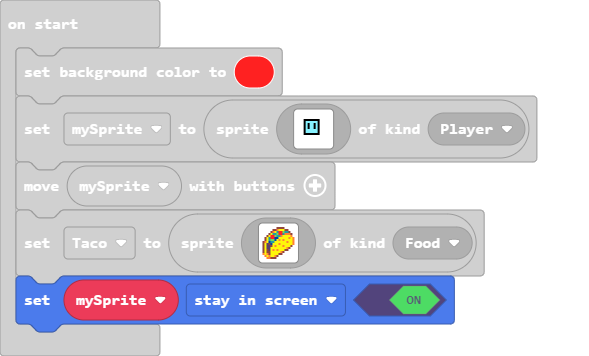 on start
set background color to
set mySprite to sprite of kind Player
move mySprite with buttons
set Taco to sprite of kind Food
set mySprite stay in screen ON